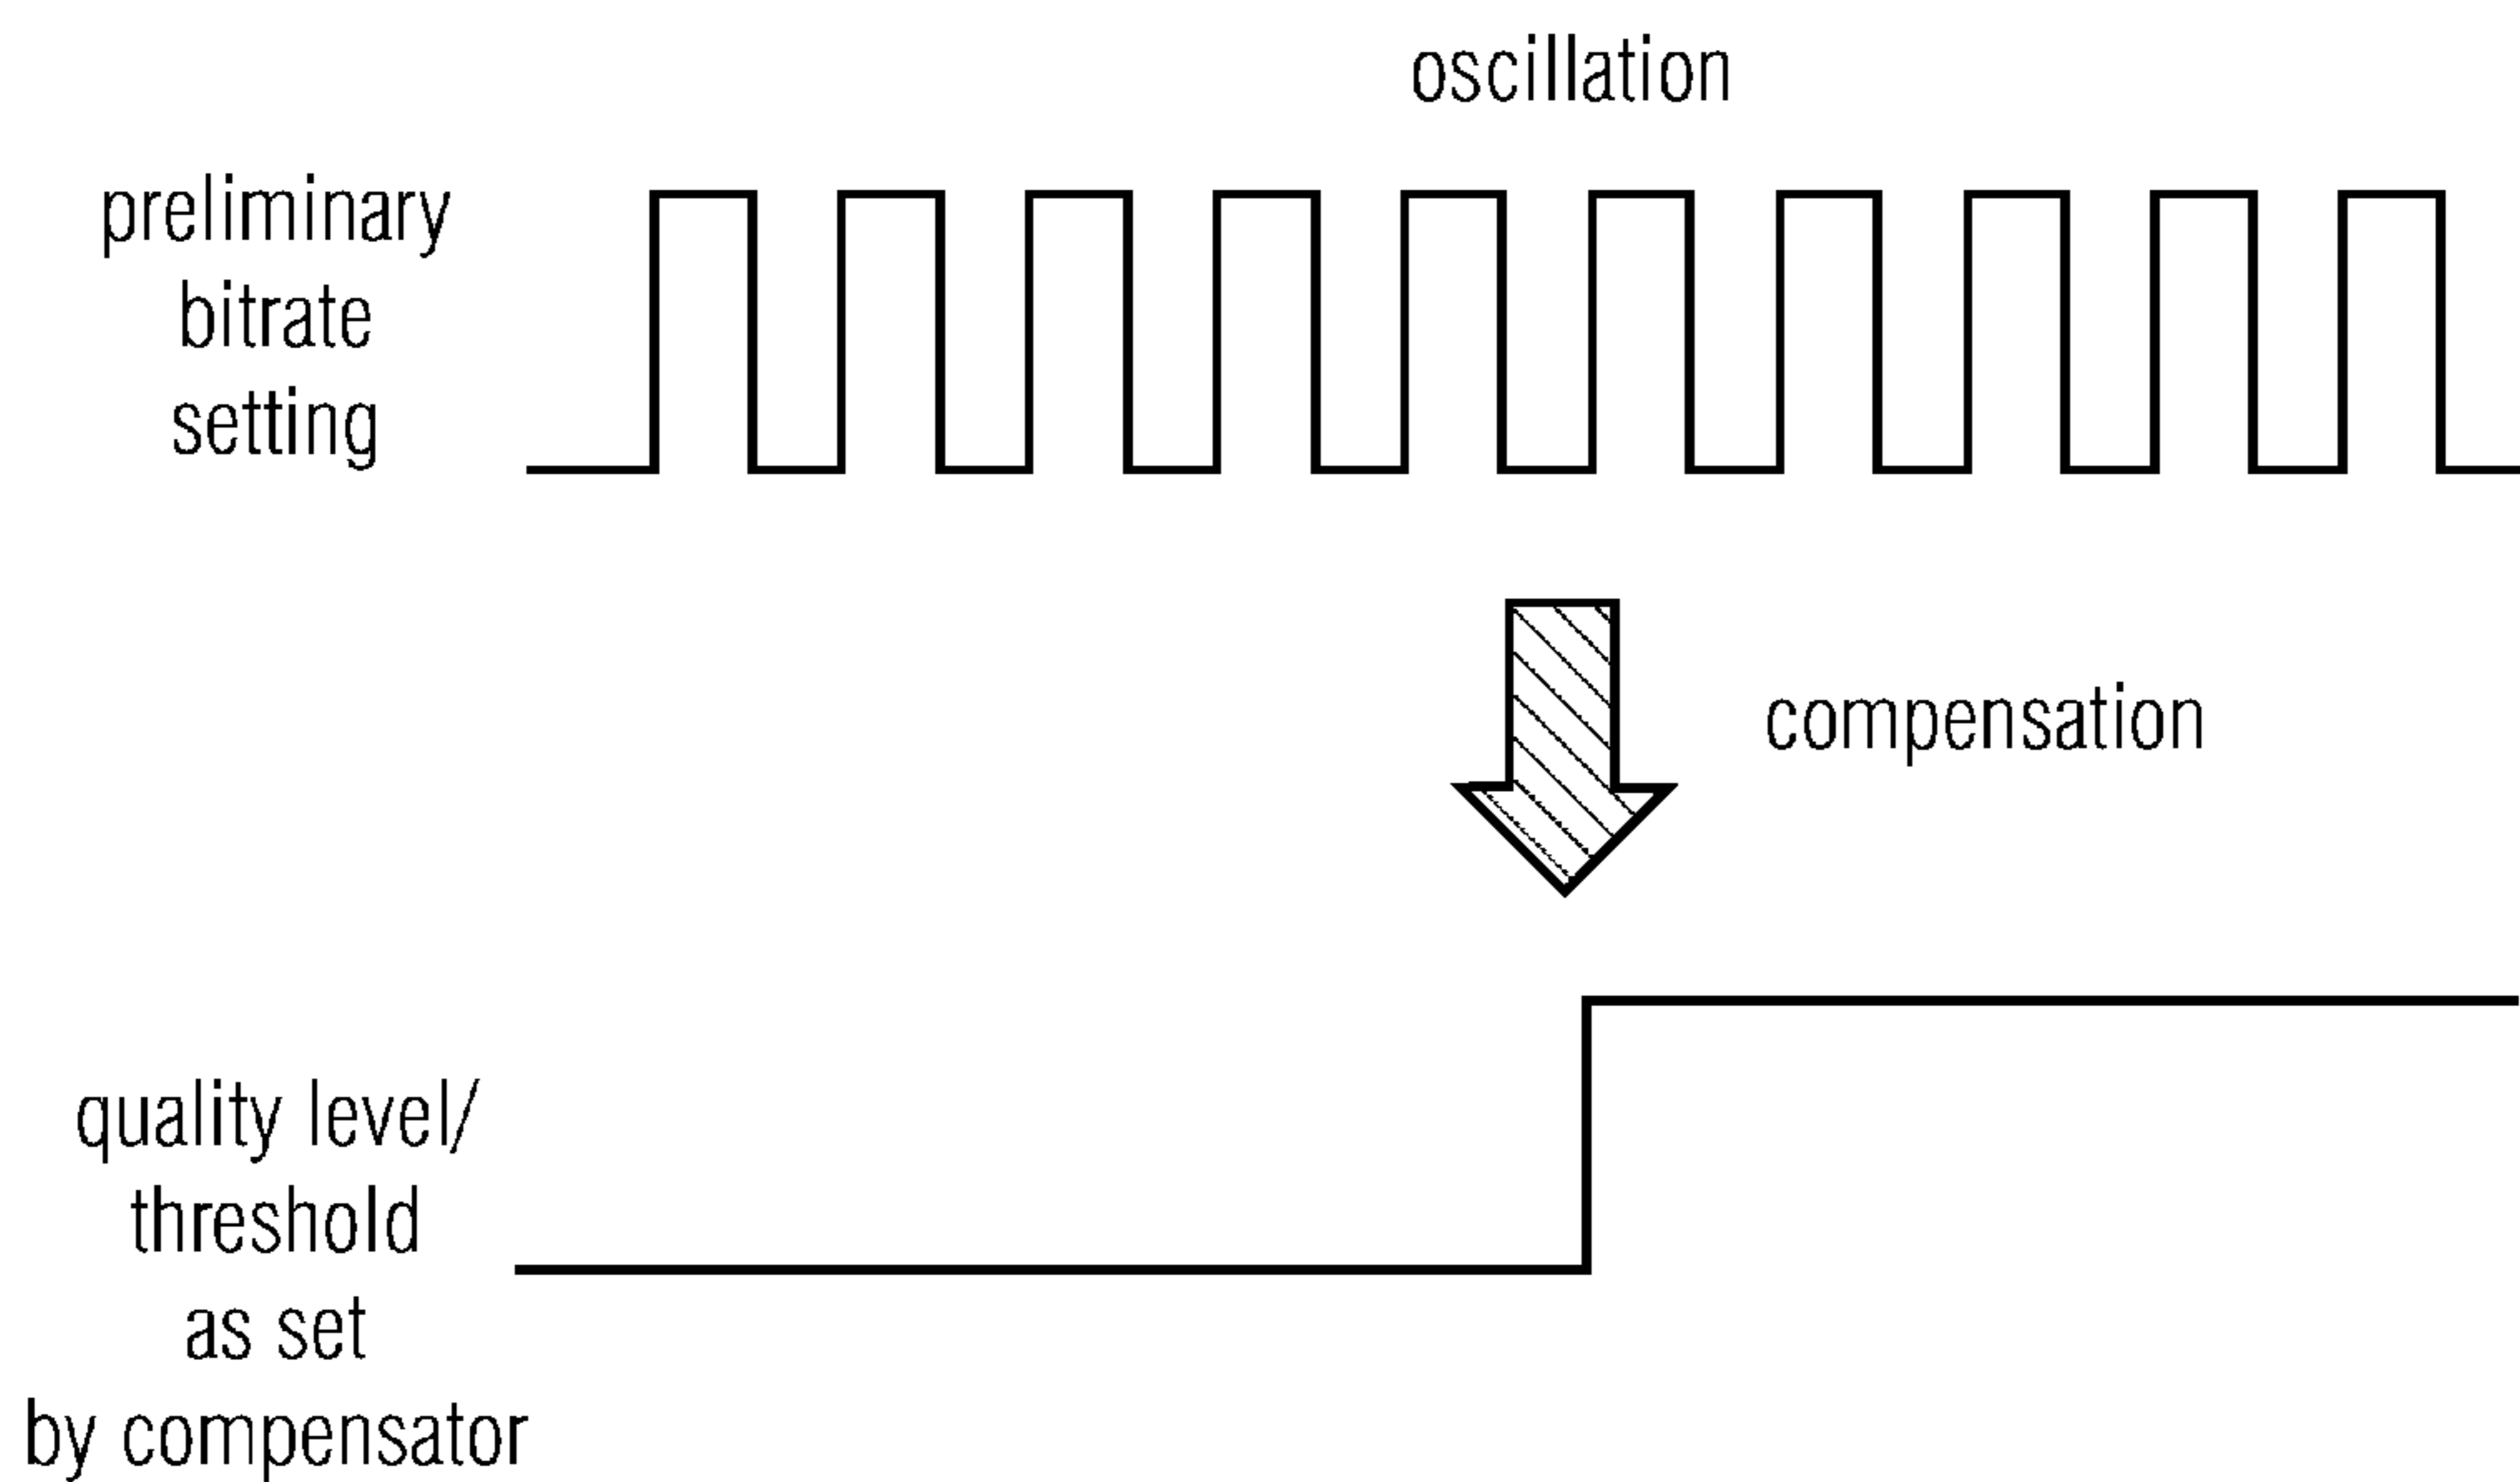 oscillation
preliminary
bitrate
setting
compensation
quality level/
threshold
as set
by compensator